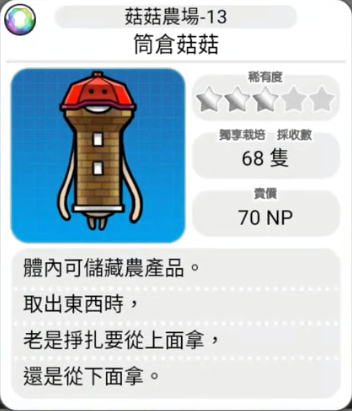 菇菇農場-13
筒倉菇菇
稀有度
獨享栽培 採收數
68 隻
賣價
70 NP
體內可儲藏農產品。
取出東西時，
老是掙扎要從上面拿，
還是從下面拿。